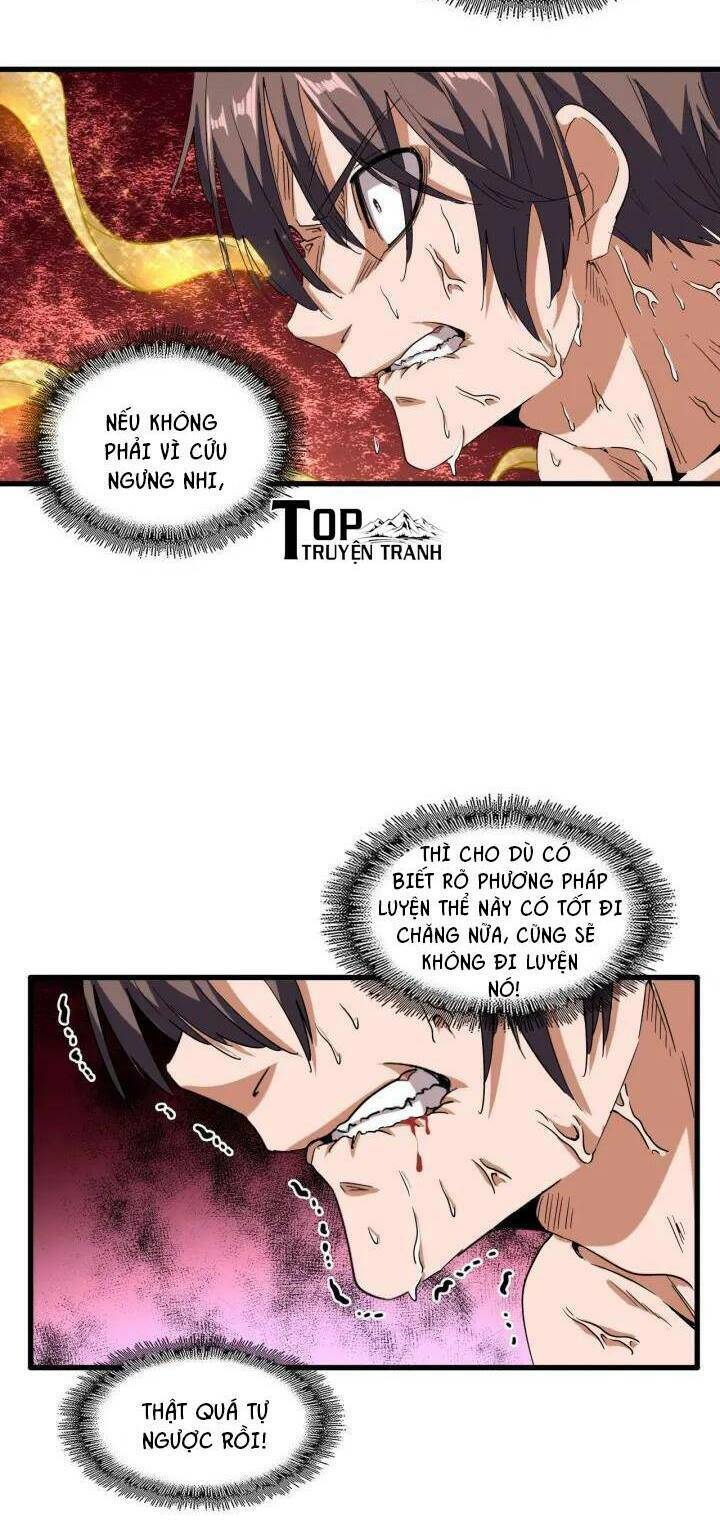 NẾU KHÔNG
PHẢI VÌ CỨU
NGƯNG NHI,
TOP
TRUYỆN TRANH
THÌ CHO DÙ CÓ
BIẾT RÕ PHƯƠNG PHÁP
LUYỆN THỂ NÀY CÓ TỐT ĐI
CHĂNG NỮA, CŨNG SẼ
KHÔNG ĐI LUYỆN
NÓ!
THẬT QUÁ TỰ
NGƯỢC RỒI!